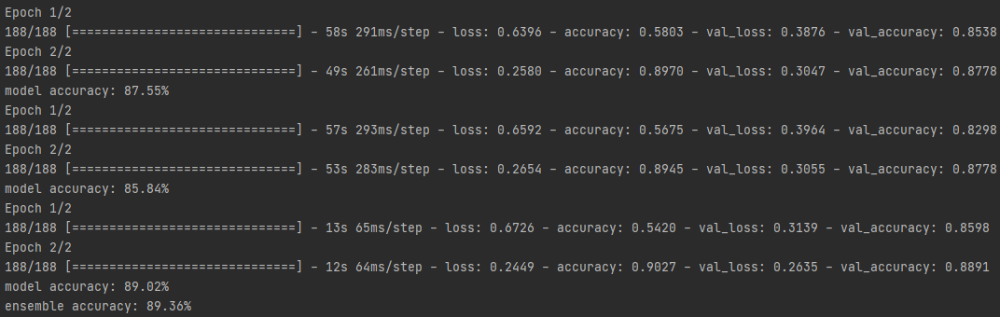 Epoch 1/2
188/188 [==============================] - 58s 291ms/step - loss: 0.6396 - accuracy: 0.5803 - val_loss: 0.3876 - val_accuracy: 0.8538
Epoch 2/2
188/188 [==============================] - 49s 261ms/step - loss: 0.2580 - accuracy: 0.8970 - val_loss: 0.3047 - val_accuracy: 0.8778
model accuracy: 87.55%
Epoch 1/2
188/188 [==============================] - 57s 293ms/step - loss: 0.6592 - accuracy: 0.5675 - val_loss: 0.3964 - val_accuracy: 0.8298
Epoch 2/2
188/188 [==============================] - 53s 283ms/step - loss: 0.2654 - accuracy: 0.8945 - val_loss: 0.3055 - val_accuracy: 0.8778
model accuracy: 85.84%
Epoch 1/2
188/188 [==============================] - 13s 65ms/step - loss: 0.6726 - accuracy: 0.5420 - val_loss: 0.3139 - val_accuracy: 0.8598
Epoch 2/2
188/188 [==============================] - 12s 64ms/step - loss: 0.2449 - accuracy: 0.9027 - val_loss: 0.2635 - val_accuracy: 0.8891
model accuracy: 89.02%
ensemble accuracy: 89.36%